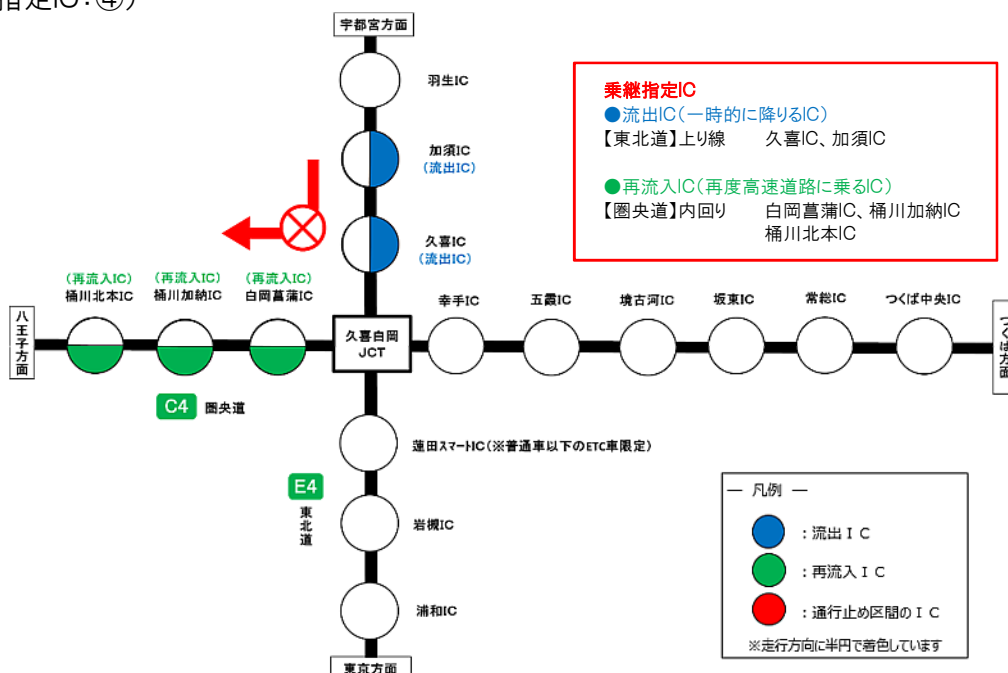 指定IC:④)
宇都宮方面
羽生IC
加須IC
(流出IC)
久喜IC
(流出IC)
乗継指定IC
●流出IC(一時的に降りるIC)
【東北道】上り線 久喜IC、加須IC
●再流入IC(再度高速道路に乗るIC)
【圏央道】内回り 白岡菖蒲IC、桶川加納IC
桶川北本IC
(再流入IC)
桶川北本IC
(再流入IC)
桶川加納IC
(再流入IC)
白岡菖蒲IC
八王子方面
久喜白岡
JCT
幸手IC
五霞IC
境古河IC
坂東IC
常総IC
つくば中央IC
つくば方面
C4 圏央道
蓮田スマートIC(※普通車以下のETC車限定)
E4
東北道
岩槻IC
浦和IC
東京方面
― 凡例 ―
:流出IC
:再流入IC
:通行止め区間のIC
※走行方向に半円で着色しています